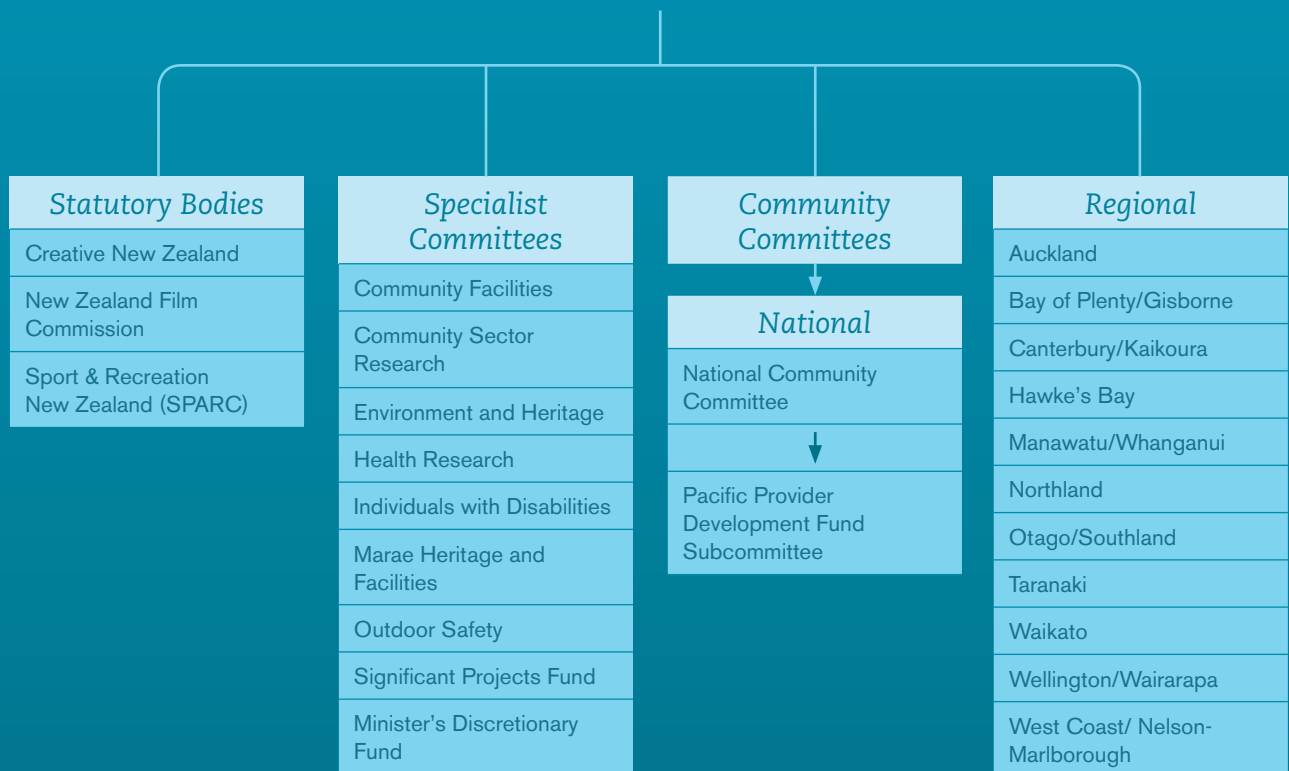 Statutory Bodies
Creative New Zealand
New Zealand Film
Commission
Sport & Recreation
New Zealand (SPARC)
Specialist
Committees
Community Facilities
Community Sector
Research
Environment and Heritage
Health Research
Individuals with Disabilities
Marae Heritage and
Facilities
Outdoor Safety
Significant Projects Fund
Minister’s Discretionary
Fund
Community
Committees
National
National Community
Committee
Pacific Provider
Development Fund
Subcommittee
Regional
Auckland
Bay of Plenty/Gisborne
Canterbury/Kaikoura
Hawke’s Bay
Manawatu/Whanganui
Northland
Otago/Southland
Taranaki
Waikato
Wellington/Wairarapa
West Coast/ Nelson-
Marlborough